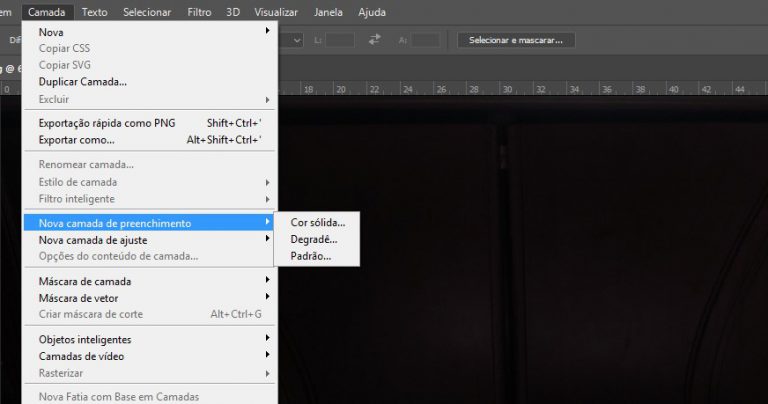 em Camada Texto Selecionar Filtro 3D Visualizar Janela Ajuda
L: A: Selecionar e mascarar...
0 18 20 22 24 26 28 30 32 34 36 38 40 42 44
Nova
Copiar CSS
Copiar SVG
Duplicar Camada...
Excluir
Exportação rápida como PNG Shift+Ctrl+'
Exportar como... Alt+Shift+Ctrl+'
Renomear camada...
Estilo de camada
Filtro inteligente
Nova camada de preenchimento
Cor sólida...
Degradê...
Padrão...
Nova camada de ajuste
Opções do conteúdo de camada...
Máscara de camada
Máscara de vetor
Criar máscara de corte Alt+Ctrl+G
Objetos inteligentes
Camadas de vídeo
Rasterizar
Nova Fatia com Base em Camadas